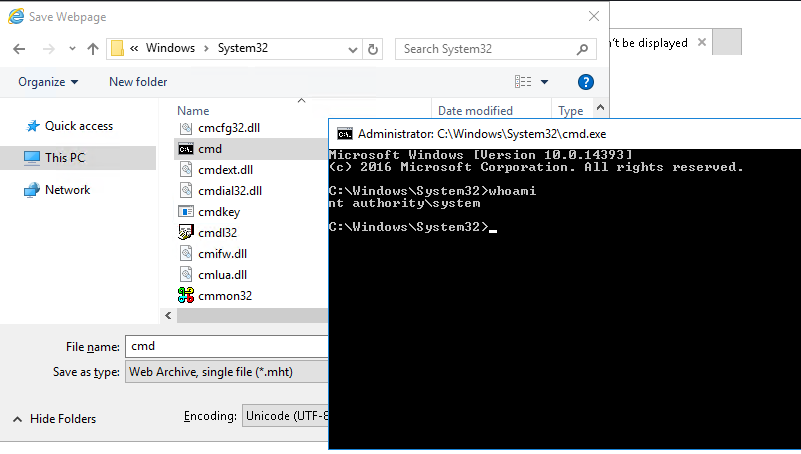 Save Webpage
« Windows > System32
Search System32
't be displayed
Organize
New folder
?
Name
Date modified
Type
Quick access
This PC
Network
cmcfg32.dll
cmd
cmdext.dll
cmdial32.dll
cmdkey
cmdl32
cmifw.dll
cmlua.dll
cmmon32
File name:
cmd
Save as type:
Web Archive, single file (*.mht)
Hide Folders
Encoding:
Unicode (UTF-8
Administrator: C:\Windows\System32\cmd.exe
Microsoft Windows [Version 10.0.14393]
(c) 2016 Microsoft Corporation. All rights reserved.
C:\Windows\System32>whoami
nt authority\system
C:\Windows\System32>_